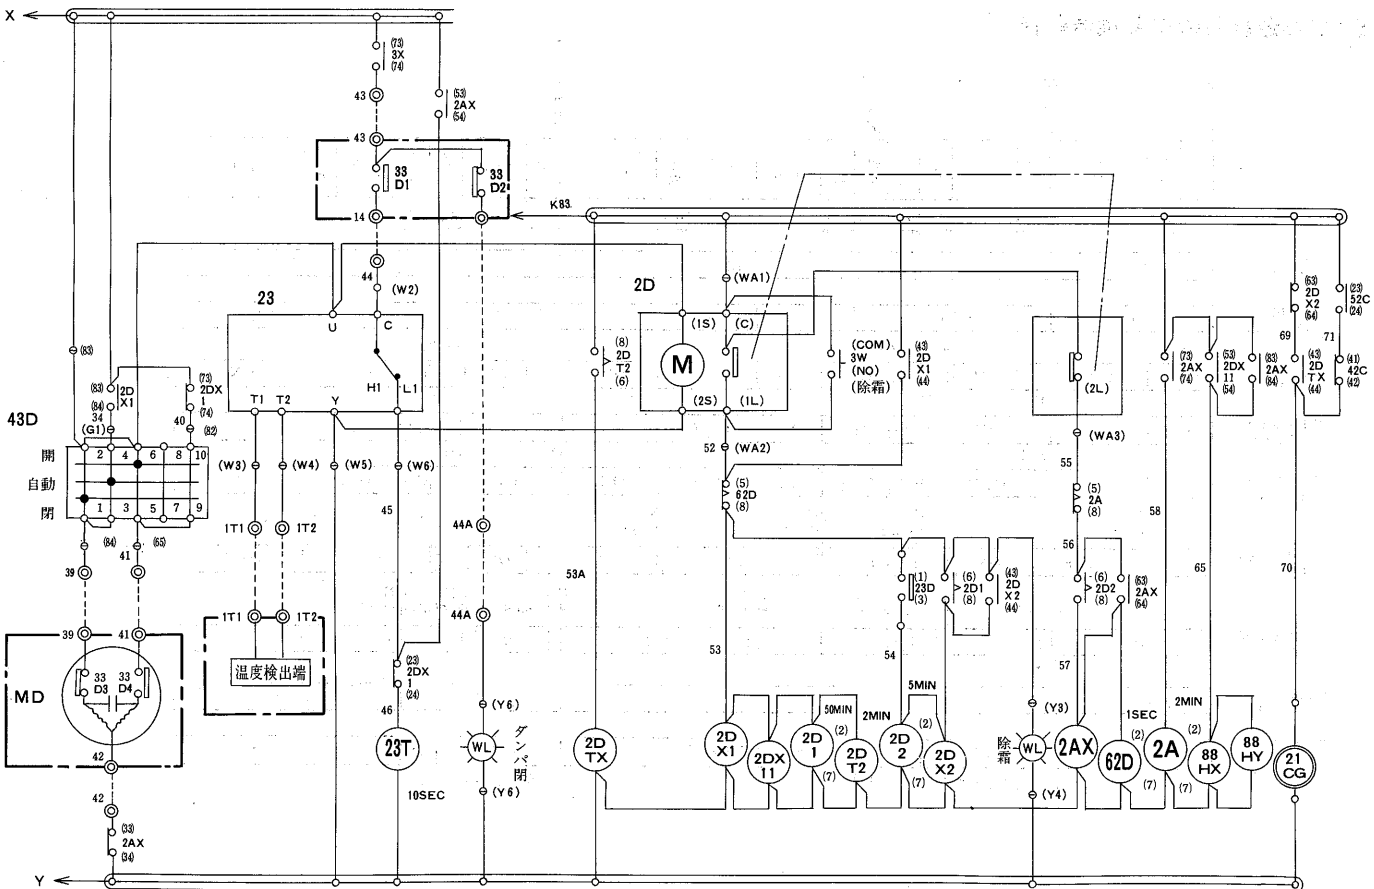 X
(73)
3X
(74)
43
(53)
2AX
(54)
43
33
D1
33
D2
14
K83
44
(W2)
23
U
C
H1
L1
T1
T2
Y
2D
(WA1)
(1S)
(C)
M
(2S)
(1L)
(8)
2D
T2
(6)
(COM)
3W
(NO)
(除霜)
(43)
2D
X1
(44)
(2L)
(WA3)
(73)
2AX
(74)
(53)
2DX
11
(54)
(83)
2AX
(84)
(63)
2D
X2
(64)
69
(43)
2D
TX
(44)
(23)
52C
(24)
71
(41)
42C
(42)
(83)
(83)
2D
X1
(84)
34
(G1)
(73)
2DX
1
(74)
40
(82)
43D
開
自動
閉
2
4
6
8
10
1
3
5
7
9
(84)
(65)
39
41
39
41
MD
33
D3
33
D4
42
42
(33)
2AX
(34)
Y
(W3)
(W4)
(W5)
(W6)
1T1
1T2
1T1
1T2
温度検出端
45
44A
44A
(23)
2DX
1
(24)
46
23T
10SEC
(Y6)
WL
(Y6)
ダンパ閉
53A
2D
TX
52
(WA2)
(5)
62D
(8)
53
(1)
23D
(3)
(6)
2D1
(8)
(43)
2D
X2
(44)
54
55
(5)
2A
(8)
56
(6)
2D2
(8)
(63)
2AX
(64)
57
58
65
70
2D
X1
2DX
11
50MIN
2D
1
(2)
(7)
2D
T2
2MIN
5MIN
2D
2
(2)
(7)
2D
X2
除霜
(Y3)
WL
(Y4)
2AX
1SEC
62D
(2)
(7)
2A
2MIN
(2)
(7)
88
HX
88
HY
21
CG